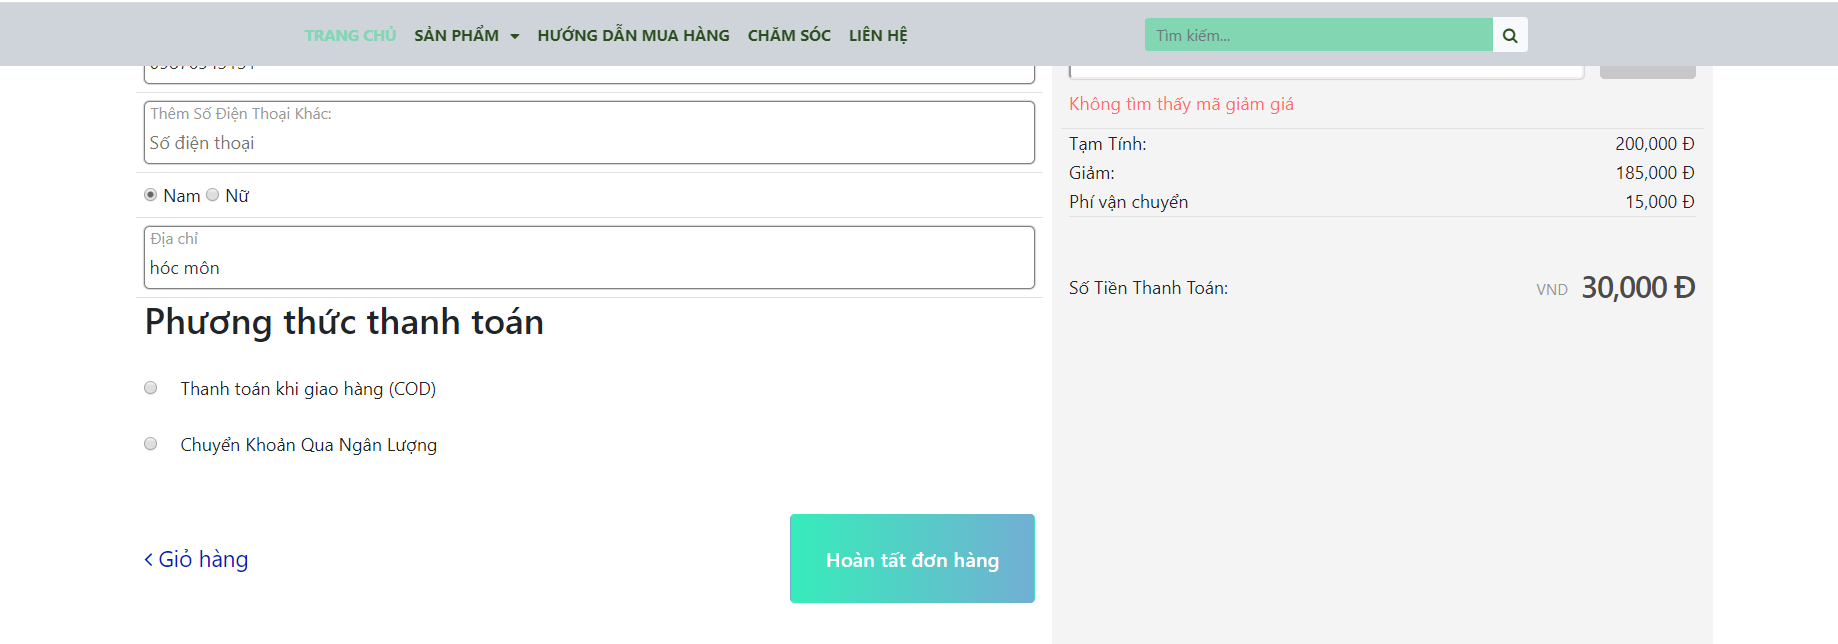 TRANG CHỦ SẢN PHẨM HƯỚNG DẪN MUA HÀNG CHĂM SÓC LIÊN HỆ
Tìm kiếm...
Thêm Số Điện Thoại Khác:
Số điện thoại
Nam Nữ
Địa chỉ
hóc môn
Phương thức thanh toán
Thanh toán khi giao hàng (COD)
Chuyển Khoản Qua Ngân Lượng
< Giỏ hàng
Hoàn tất đơn hàng
Không tìm thấy mã giảm giá
Tạm Tính: 200,000 Đ
Giảm: 185,000 Đ
Phí vận chuyển 15,000 Đ
Số Tiền Thanh Toán: VND 30,000 Đ